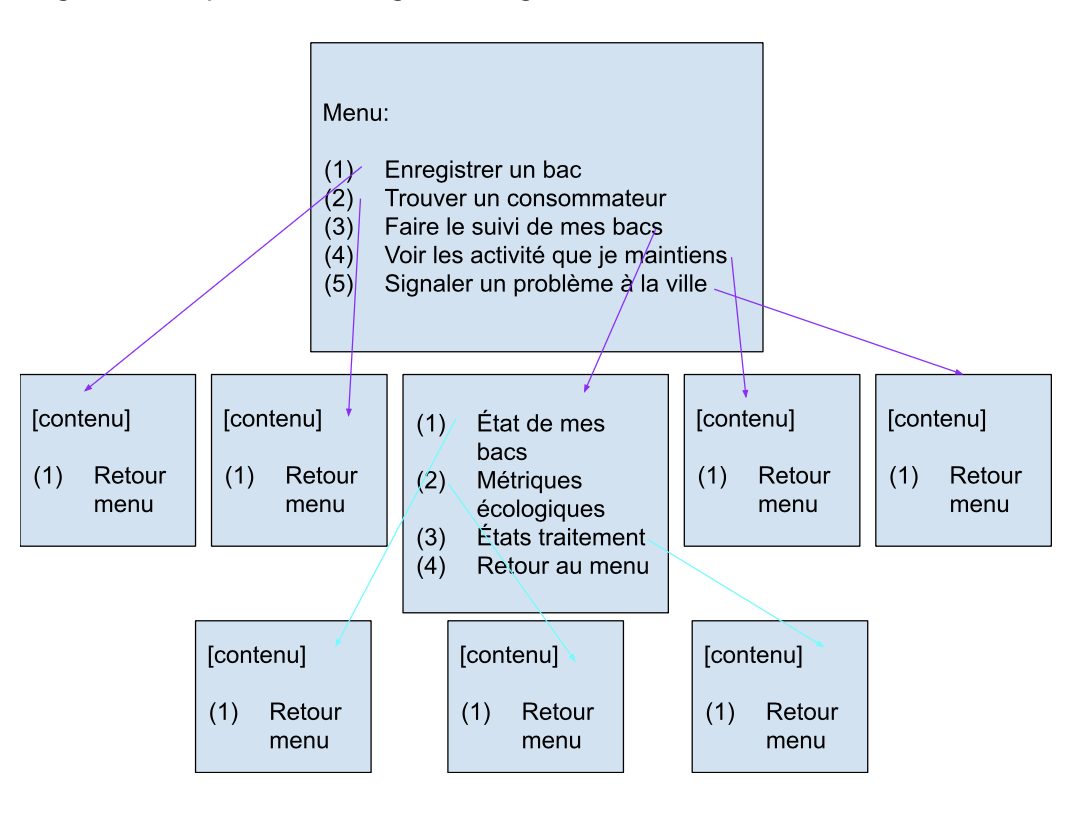 Menu:
(1) Enregistrer un bac
(2) Trouver un consommateur
(3) Faire le suivi de mes bacs
(4) Voir les activité que je maintiens
(5) Signaler un problème à la ville
[contenu]
(1) Retour
menu
[contenu]
(1) Retour
menu
(1) État de mes
bacs
(2) Métriques
écologiques
(3) États traitement
(4) Retour au menu
[contenu]
(1) Retour
menu
[contenu]
(1) Retour
menu
[contenu]
(1) Retour
menu
[contenu]
(1) Retour
menu
[contenu]
(1) Retour
menu